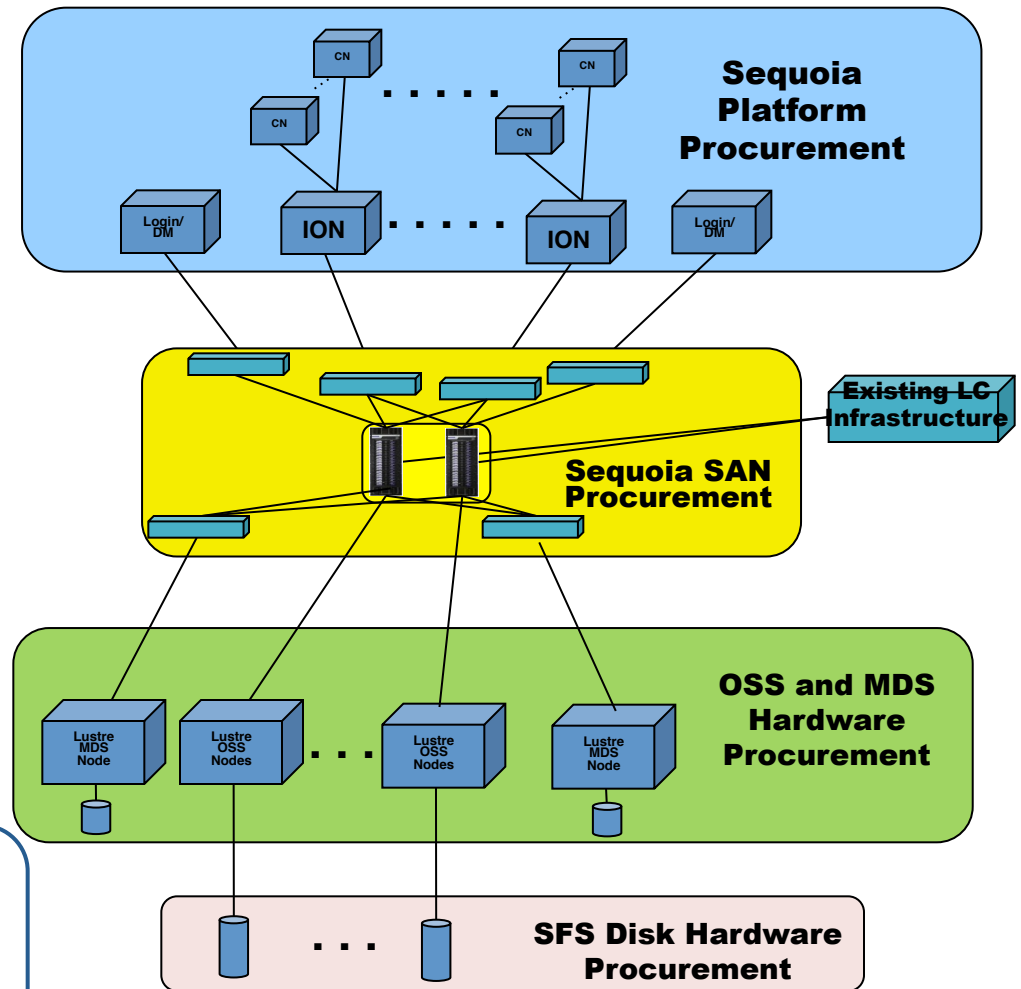 CN
CN
CN
CN
Sequoia
Platform
Procurement
Login/
DM
ION
ION
Login/
DM
Existing LC
Infrastructure
Sequoia SAN
Procurement
OSS and MDS
Hardware
Procurement
Lustre
MDS
Node
Lustre
OSS
Nodes
Lustre
OSS
Nodes
Lustre
MDS
Node
SFS Disk Hardware
Procurement